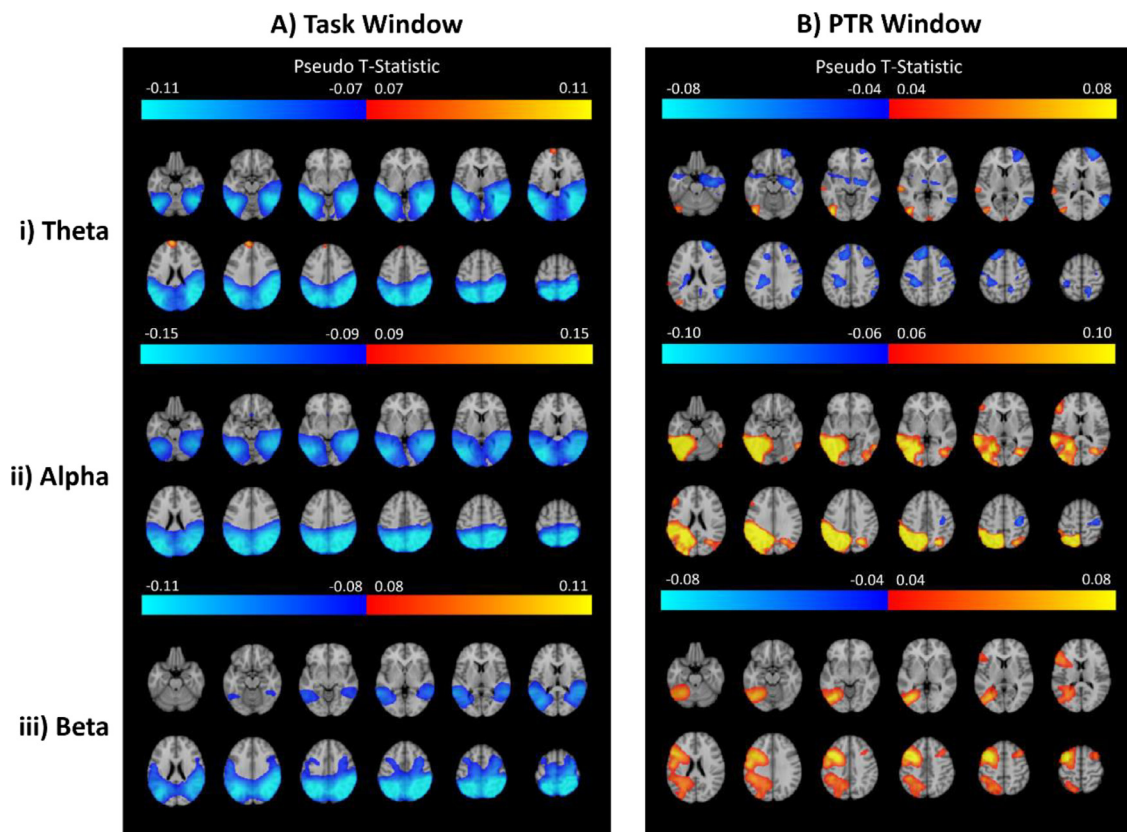 A) Task Window
B) PTR Window
Pseudo T-Statistic
-0.11 -0.07 0.07 0.11
Pseudo T-Statistic
-0.08 -0.04 0.04 0.08
i) Theta
-0.15 -0.09 0.09 0.15
-0.10 -0.06 0.06 0.10
ii) Alpha
-0.11 -0.08 0.08 0.11
-0.08 -0.04 0.04 0.08
iii) Beta